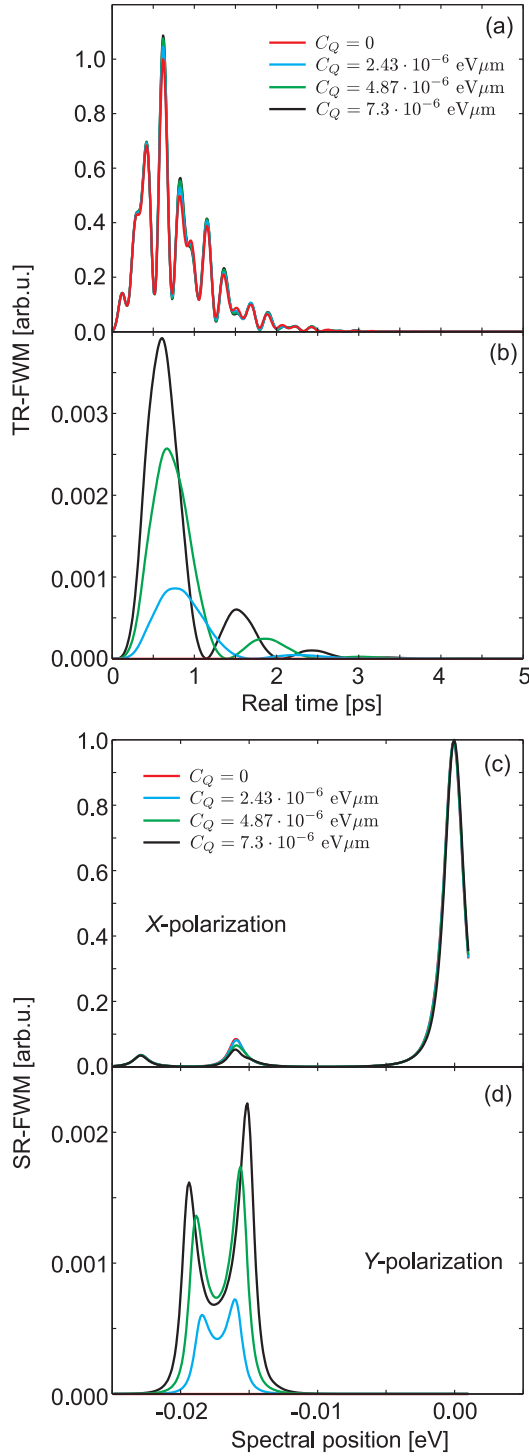 (a)
C_Q = 0
C_Q = 2.43 · 10⁻⁶ eVμm
C_Q = 4.87 · 10⁻⁶ eVμm
C_Q = 7.3 · 10⁻⁶ eVμm
1.0
0.8
0.6
0.4
0.2
0.0
TR-FWM [arb.u.]
(b)
0.003
0.002
0.001
0.000
0 1 2 3 4 5
Real time [ps]
(c)
1.0
C_Q = 0
C_Q = 2.43 · 10⁻⁶ eVμm
C_Q = 4.87 · 10⁻⁶ eVμm
C_Q = 7.3 · 10⁻⁶ eVμm
0.8
0.6
X-polarization
0.4
0.2
0.0
SR-FWM [arb.u.]
(d)
0.002
0.001
Y-polarization
0.000
-0.02 -0.01 0.00
Spectral position [eV]